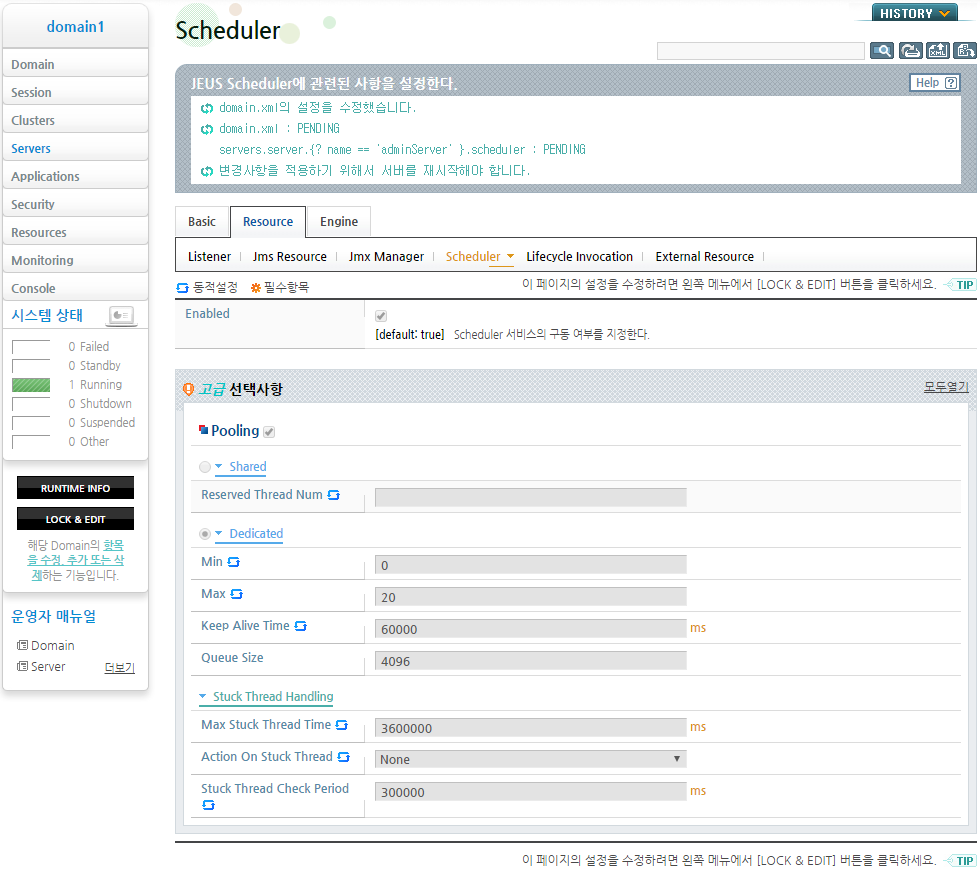 domain1
Domain
Session
Clusters
Servers
Applications
Security
Resources
Monitoring
Console
시스템 상태
0 Failed
0 Standby
1 Running
0 Shutdown
0 Suspended
0 Other
RUNTIME INFO
LOCK & EDIT
해당 Domain의 항목
을 수정, 추가 또는 삭
제하는 기능입니다.
운영자 매뉴얼
Domain
Server 더보기
Scheduler
HISTORY
JEUS Scheduler에 관련된 사항을 설정한다.
Help ?
domain.xml의 설정을 수정했습니다.
domain.xml : PENDING
servers.server.{? name == 'adminServer' }.scheduler : PENDING
변경사항을 적용하기 위해서 서버를 재시작해야 합니다.
Basic Resource Engine
Listener Jms Resource Jmx Manager Scheduler Lifecycle Invocation External Resource
동적설정 필수항목 이 페이지의 설정을 수정하려면 왼쪽 메뉴에서 [LOCK & EDIT] 버튼을 클릭하세요. TIP
Enabled
[default: true] Scheduler 서비스의 구동 여부를 지정한다.
고급 선택사항 모두열기
Pooling
Shared
Reserved Thread Num
Dedicated
Min 0
Max 20
Keep Alive Time 60000 ms
Queue Size 4096
Stuck Thread Handling
Max Stuck Thread Time 3600000 ms
Action On Stuck Thread None
Stuck Thread Check Period 300000 ms
이 페이지의 설정을 수정하려면 왼쪽 메뉴에서 [LOCK & EDIT] 버튼을 클릭하세요. TIP